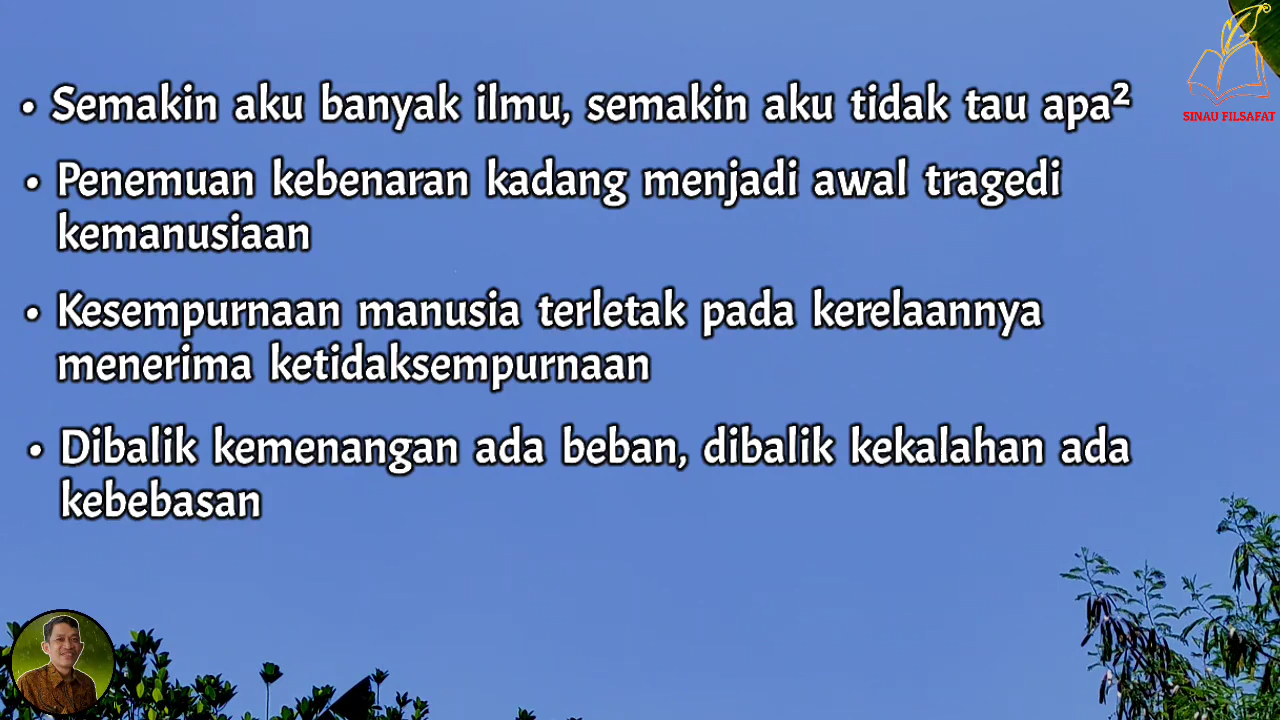 SINAU FILSAFAT
• Semakin aku banyak ilmu, semakin aku tidak tau apa²
• Penemuan kebenaran kadang menjadi awal tragedi
kemanusiaan
• Kesempurnaan manusia terletak pada kerelaannya
menerima ketidaksempurnaan
• Dibalik kemenangan ada beban, dibalik kekalahan ada
kebebasan